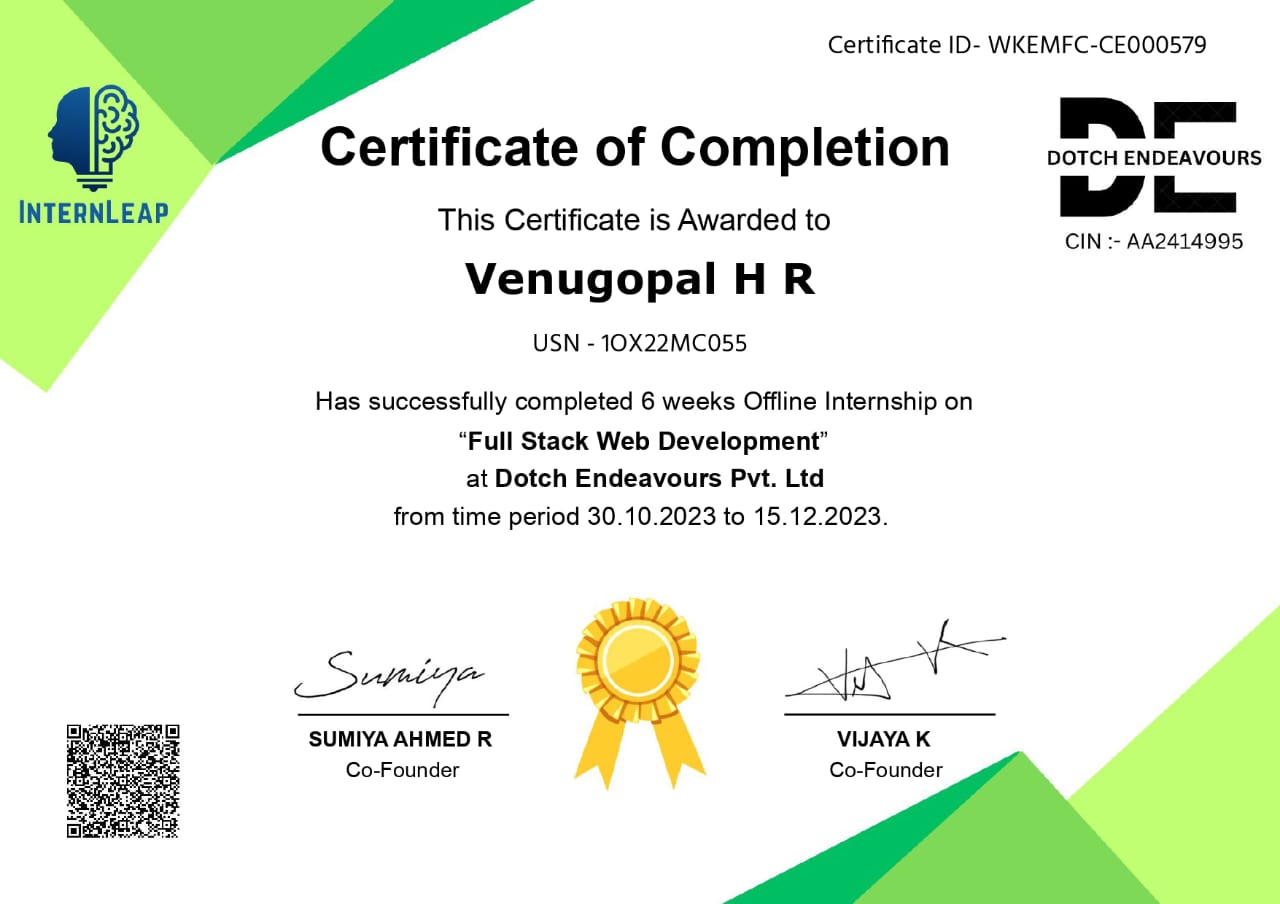 Certificate ID- WKEMFC-CE000579
INTERNLEAP
DOTCH ENDEAVOURS
CIN :- AA2414995
Certificate of Completion
This Certificate is Awarded to
Venugopal H R
USN - 1OX22MC055
Has successfully completed 6 weeks Offline Internship on
“Full Stack Web Development”
at Dotch Endeavours Pvt. Ltd
from time period 30.10.2023 to 15.12.2023.
Sumiya
SUMIYA AHMED R
Co-Founder
VIJAYA K
Co-Founder